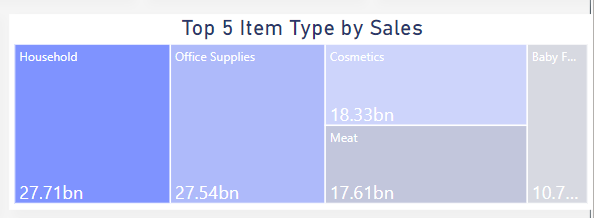 Top 5 Item Type by Sales
Household
27.71bn
Office Supplies
27.54bn
Cosmetics
18.33bn
Meat
17.61bn
Baby F...
10.7...